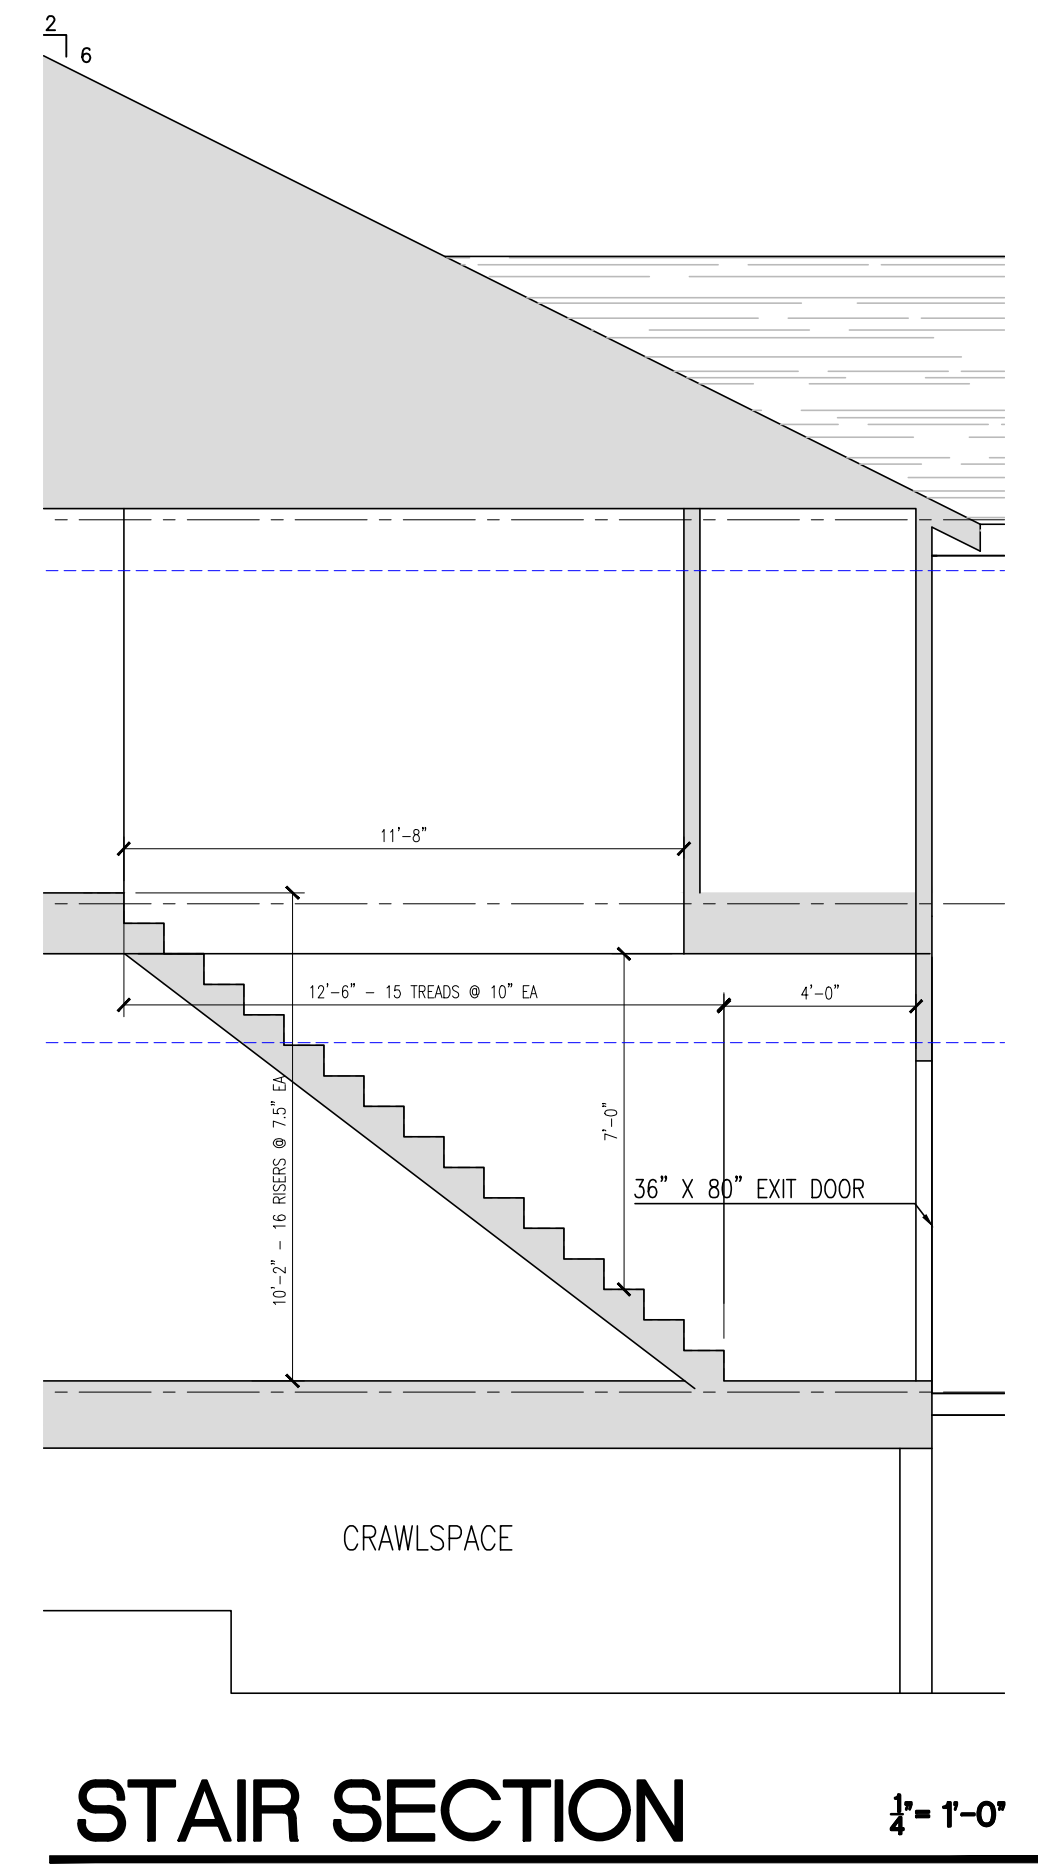 2
6
11'-8"
12'-6" - 15 TREADS @ 10" EA
4'-0"
10'-2" - 16 RISERS @ 7.5" EA
7'-0"
36" X 80" EXIT DOOR
CRAWLSPACE
STAIR SECTION
1/4"= 1'-0"